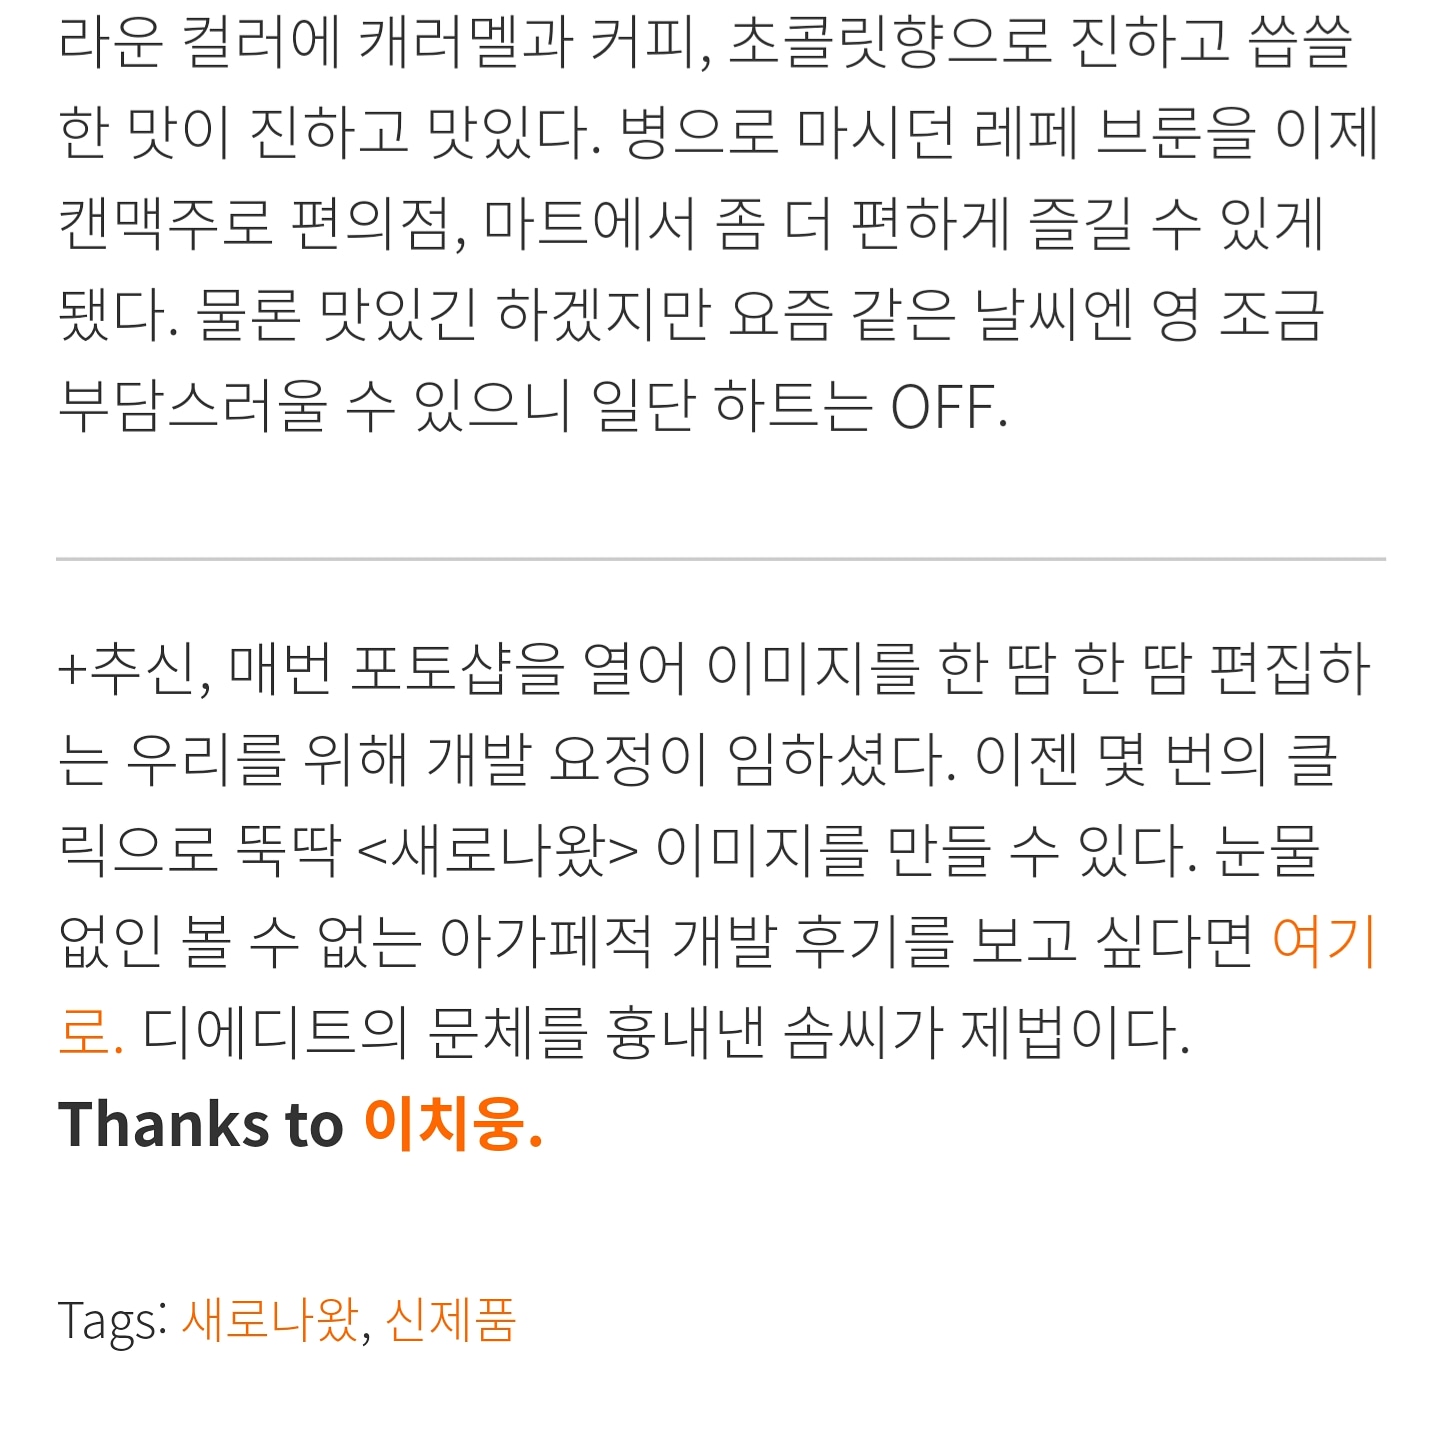 라운 컬러에 캐러멜과 커피, 초콜릿향으로 진하고 씁쓸
한 맛이 진하고 맛있다. 병으로 마시던 레페 브룬을 이제
캔맥주로 편의점, 마트에서 좀 더 편하게 즐길 수 있게
됐다. 물론 맛있긴 하겠지만 요즘 같은 날씨엔 영 조금
부담스러울 수 있으니 일단 하트는 OFF.
+추신, 매번 포토샵을 열어 이미지를 한 땀 한 땀 편집하
는 우리를 위해 개발 요정이 임하셨다. 이젠 몇 번의 클
릭으로 뚝딱 <새로나왔> 이미지를 만들 수 있다. 눈물
없인 볼 수 없는 아가페적 개발 후기를 보고 싶다면 여기
로. 디에디트의 문체를 흉내낸 솜씨가 제법이다.
Thanks to 이치웅.
Tags: 새로나왔, 신제품